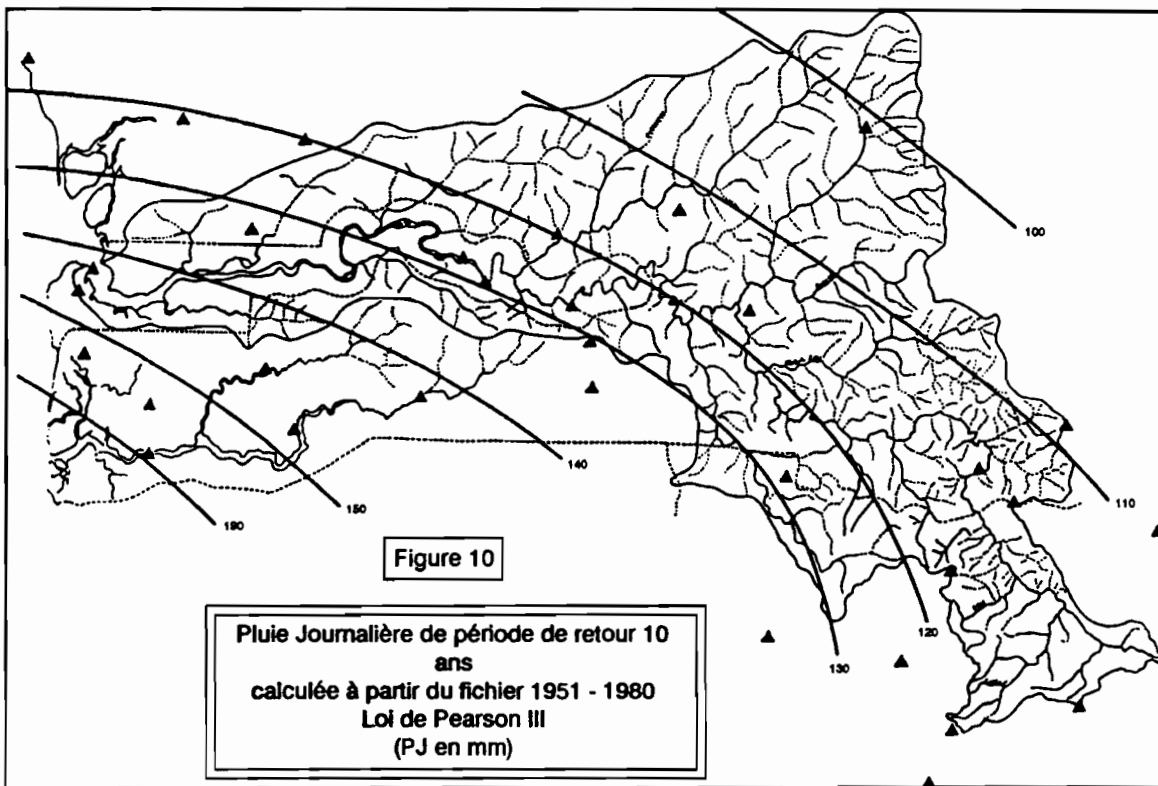 100
110
140
150
190
Figure 10
120
130
Pluie Journalière de période de retour 10
ans
calculée à partir du fichier 1951 - 1980
Loi de Pearson III
(PJ en mm)